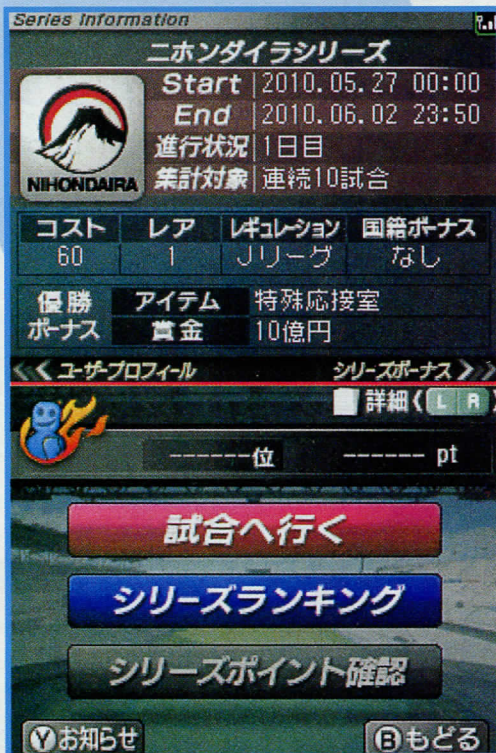 Series Information
ニホンダイラシリーズ
Start 2010.05.27 00:00
End 2010.06.02 23:50
進行状況 1日目
集計対象 連続10試合
NIHONDAIRA
コスト レア レギュレーション 国籍ボーナス
60 1 Jリーグ なし
優勝ボーナス アイテム 特殊応接室
賞金 10億円
ユーザープロフィール シリーズボーナス
詳細 L R
------位 ------ pt
試合へ行く
シリーズランキング
シリーズポイント確認
Y お知らせ B もどる